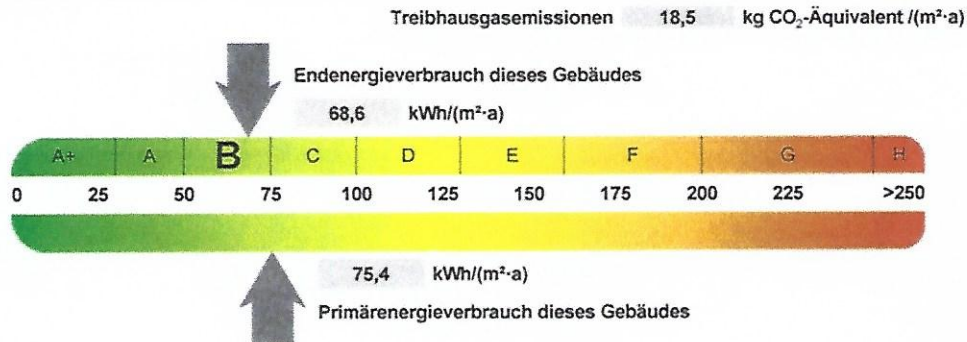 Treibhausgasemissionen 18,5 kg CO₂-Äquivalent /(m²·a)
Endenergieverbrauch dieses Gebäudes
68,6 kWh/(m²·a)
A+ A B C D E F G H
0 25 50 75 100 125 150 175 200 225 >250
75,4 kWh/(m²·a)
Primärenergieverbrauch dieses Gebäudes